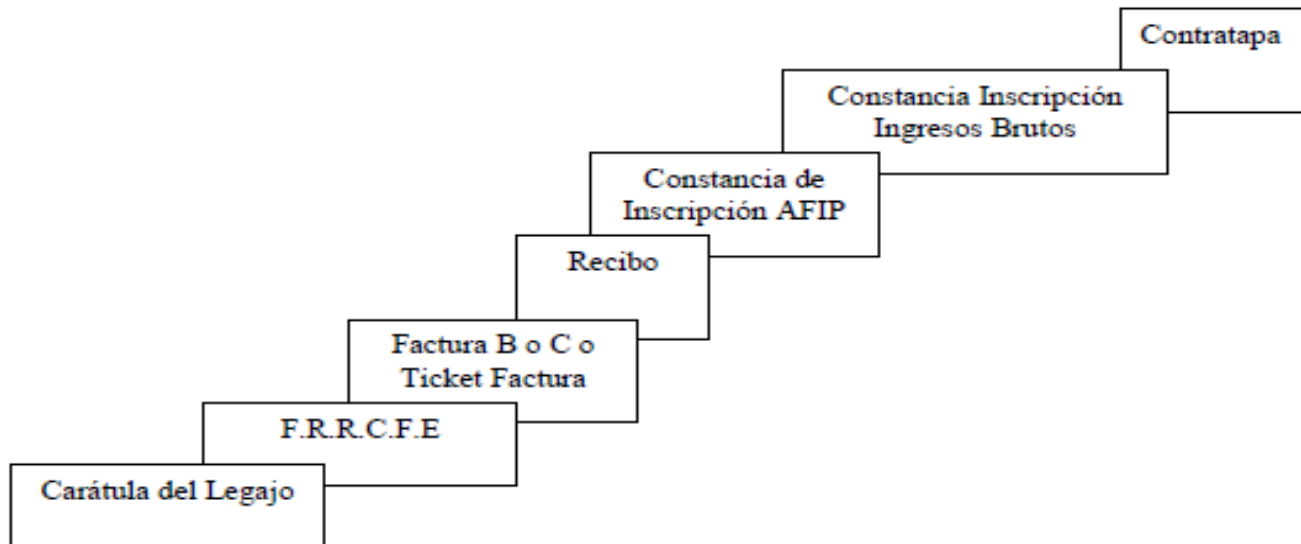 Contratapa
Constancia Inscripción
Ingresos Brutos
Constancia de
Inscripción AFIP
Recibo
Factura B o C o
Ticket Factura
F.R.R.C.F.E
Carátula del Legajo